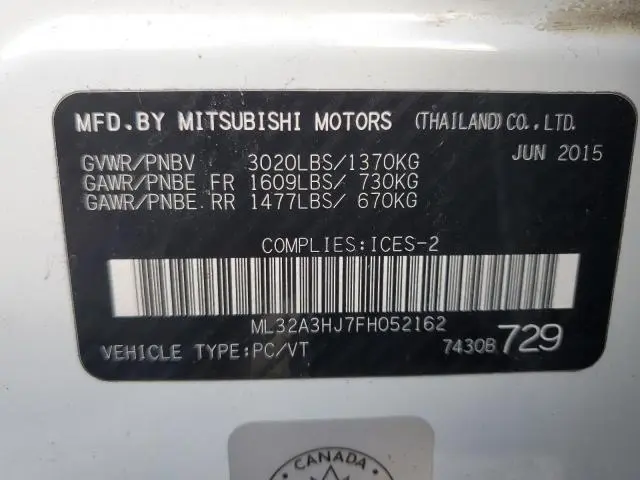 MFD.BY MITSUBISHI MOTORS (THAILAND)CO.,LTD.
GVWR/PNBV 3020LBS/1370KG JUN 2015
GAWR/PNBE FR 1609LBS/ 730KG
GAWR/PNBE RR 1477LBS/ 670KG
COMPLIES:ICES-2
ML32A3HJ7FH052162
VEHICLE TYPE:PC/VT 7430B 729
CANADA